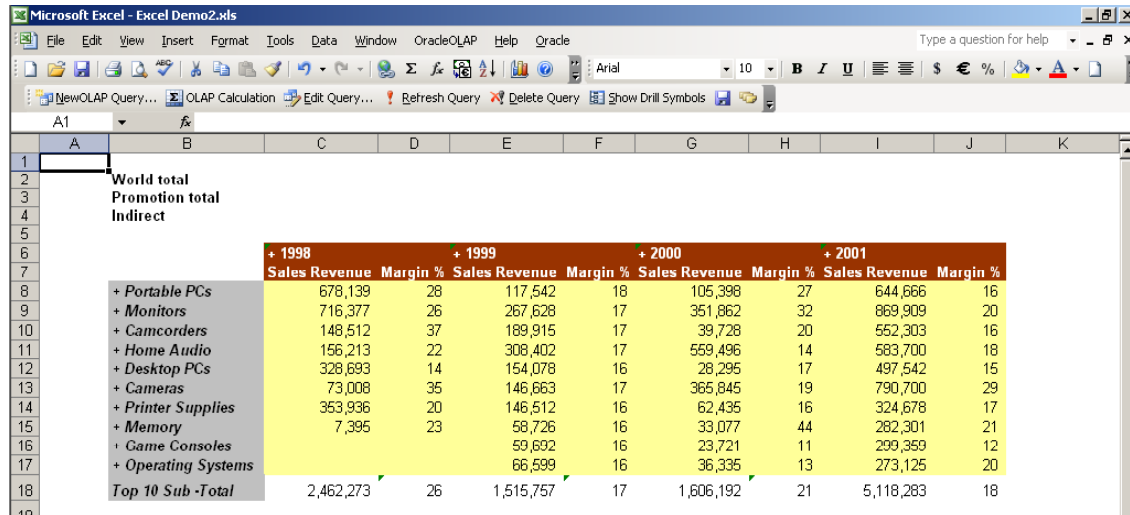 Microsoft Excel - Excel Demo2.xls
File Edit View Insert Format Tools Data Window OracleOLAP Help Oracle Type a question for help
ABC Σ fx A Z Arial 10 B I U $ € % A
NewOLAP Query... Σ OLAP Calculation Edit Query... Refresh Query Delete Query Show Drill Symbols
A1 fx
A B C D E F G H I J K
1
2 World total
3 Promotion total
4 Indirect
5
6 + 1998 + 1999 + 2000 + 2001
7 Sales Revenue Margin % Sales Revenue Margin % Sales Revenue Margin % Sales Revenue Margin %
8 + Portable PCs 678,139 28 117,542 18 105,398 27 644,666 16
9 + Monitors 716,377 26 267,628 17 351,862 32 869,909 20
10 + Camcorders 148,512 37 189,915 17 39,728 20 552,303 16
11 + Home Audio 156,213 22 308,402 17 559,496 14 583,700 18
12 + Desktop PCs 328,693 14 154,078 16 28,295 17 497,542 15
13 + Cameras 73,008 35 146,663 17 365,845 19 790,700 29
14 + Printer Supplies 353,936 20 146,512 16 62,435 16 324,678 17
15 + Memory 7,395 23 58,726 16 33,077 44 282,301 21
16 + Game Consoles 59,692 16 23,721 11 299,359 12
17 + Operating Systems 66,599 16 36,335 13 273,125 20
18 Top 10 Sub -Total 2,462,273 26 1,515,757 17 1,606,192 21 5,118,283 18
19